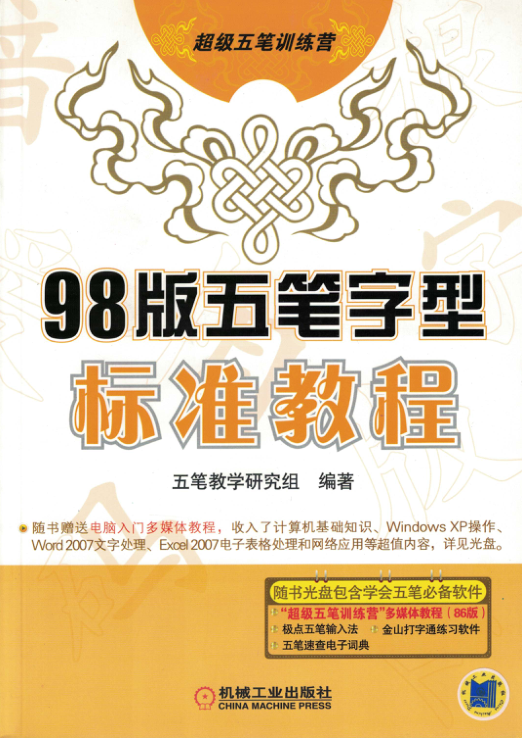 超级五笔训练营
98版五笔字型
标准教程
五笔教学研究组 编著
随书赠送电脑入门多媒体教程，收入了计算机基础知识、Windows XP操作、
Word 2007文字处理、Excel 2007电子表格处理和网络应用等超值内容，详见光盘。
随书光盘包含学会五笔必备软件
“超级五笔训练营”多媒体教程（86版）
极点五笔输入法 金山打字通练习软件
五笔速查电子词典
机械工业出版社
CHINA MACHINE PRESS